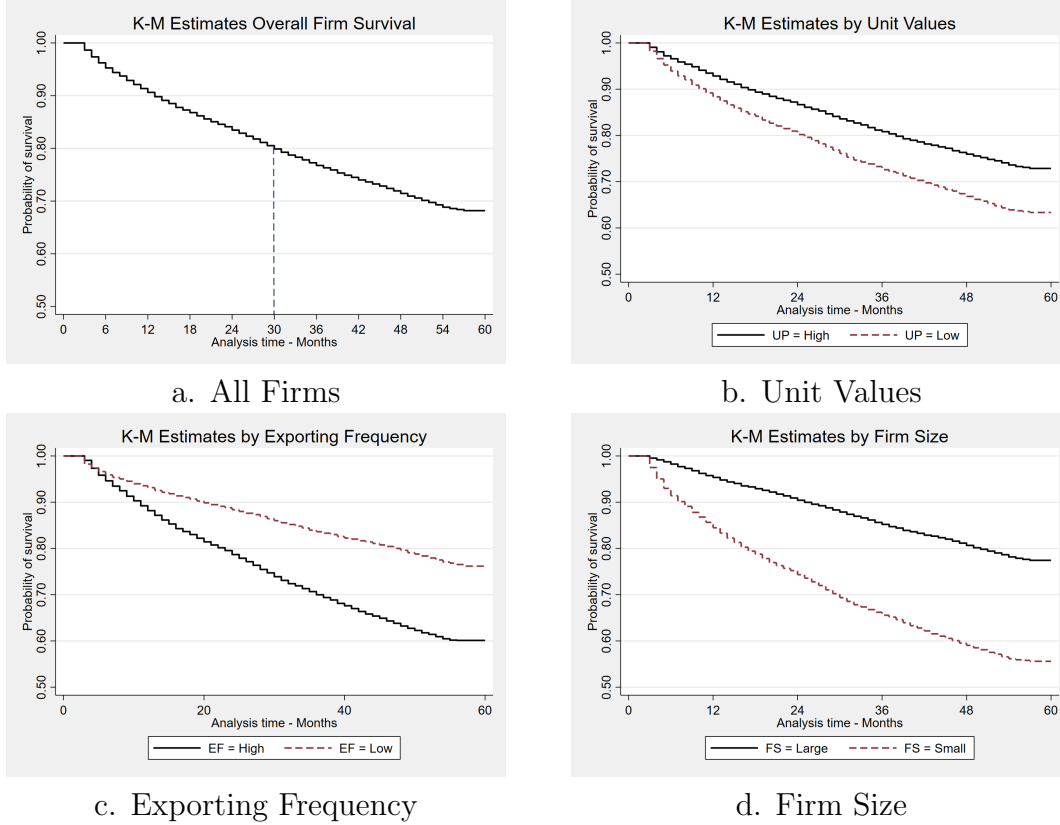 K-M Estimates Overall Firm Survival
Probability of survival
1.00
0.90
0.80
0.70
0.60
0.50
0 6 12 18 24 30 36 42 48 54 60
Analysis time - Months
a. All Firms
K-M Estimates by Unit Values
Probability of survival
1.00
0.90
0.80
0.70
0.60
0.50
0 12 24 36 48 60
Analysis time - Months
UP = High UP = Low
b. Unit Values
K-M Estimates by Exporting Frequency
Probability of survival
1.00
0.90
0.80
0.70
0.60
0.50
0 20 40 60
Analysis time - Months
EF = High EF = Low
c. Exporting Frequency
K-M Estimates by Firm Size
Probability of survival
1.00
0.90
0.80
0.70
0.60
0.50
0 12 24 36 48 60
Analysis time - Months
FS = Large FS = Small
d. Firm Size